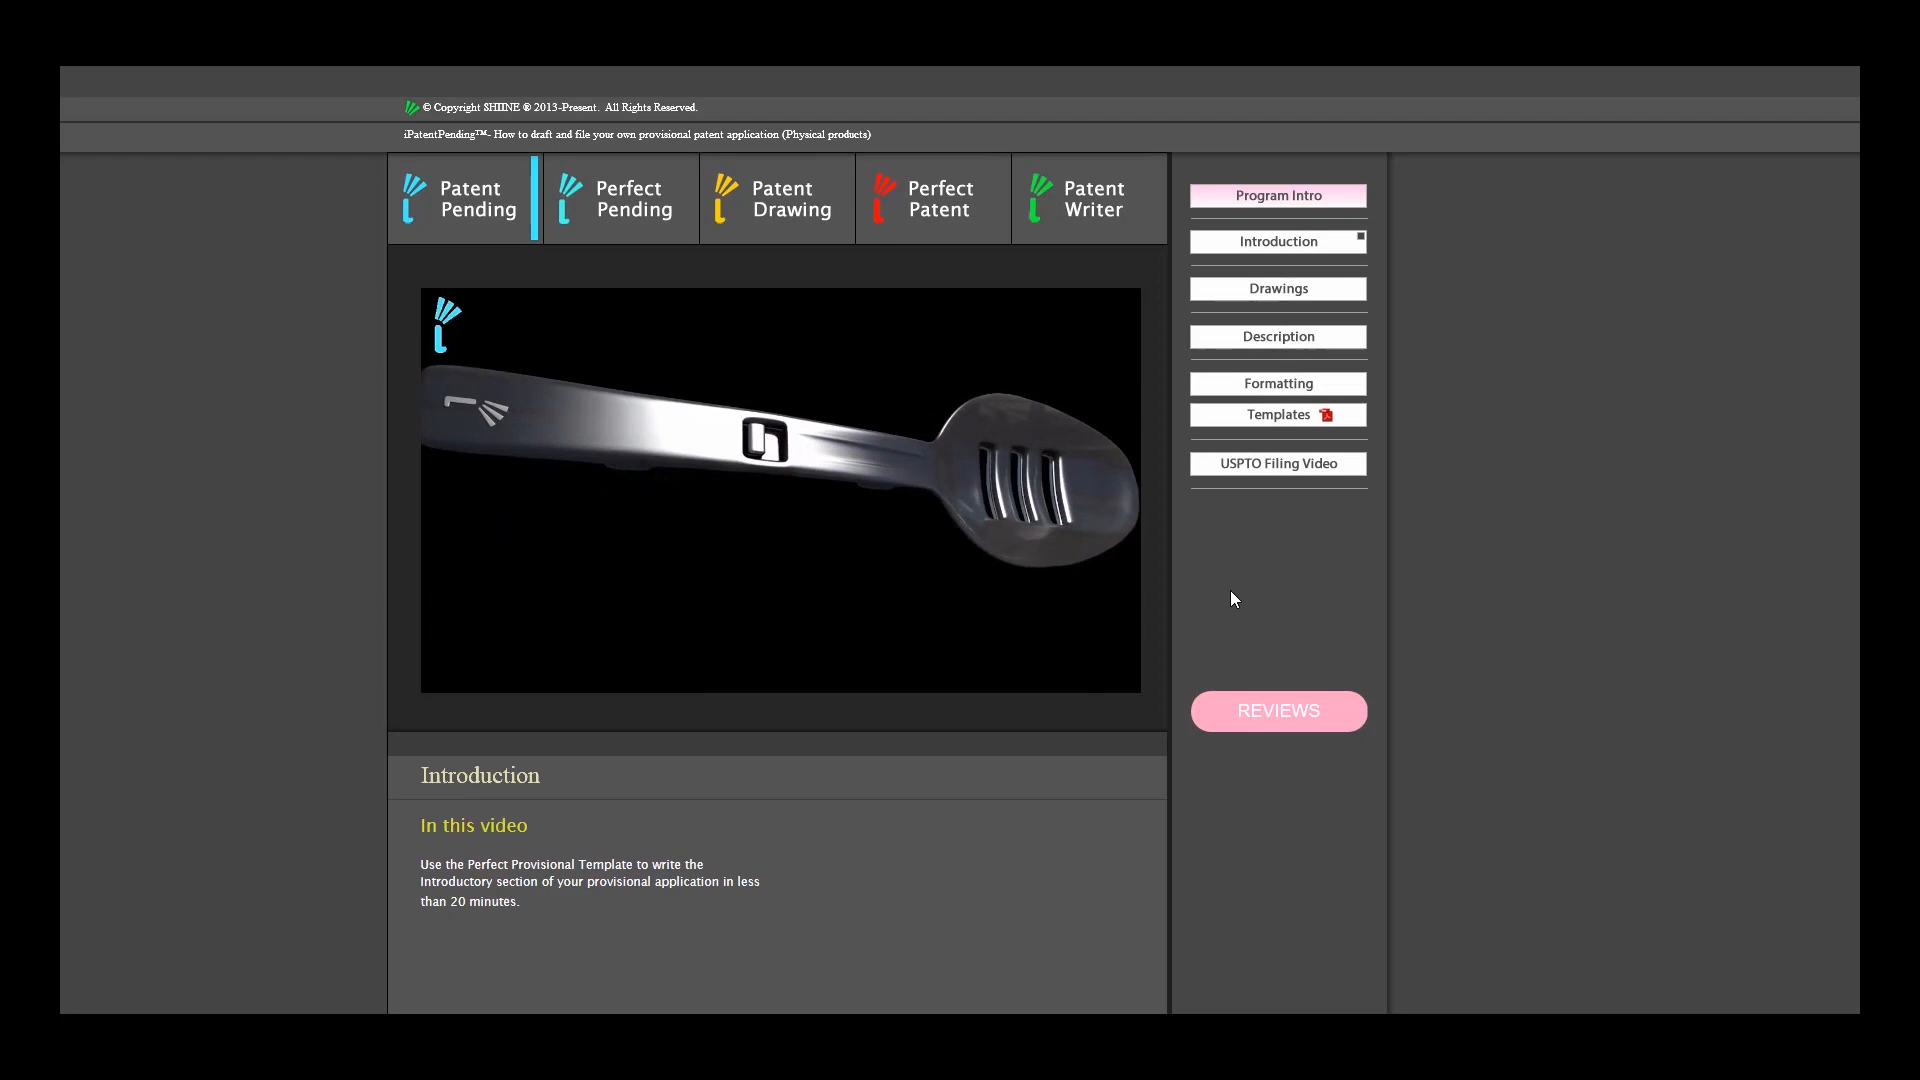 © Copyright SHIINE ® 2013-Present.  All Rights Reserved.
iPatentPending™- How to draft and file your own provisional patent application (Physical products)
Patent
Pending
Perfect
Pending
Patent
Drawing
Perfect
Patent
Patent
Writer
Program Intro
Introduction
Drawings
Description
Formatting
Templates
USPTO Filing Video
REVIEWS
Introduction
In this video
Use the Perfect Provisional Template to write the
Introductory section of your provisional application in less
than 20 minutes.